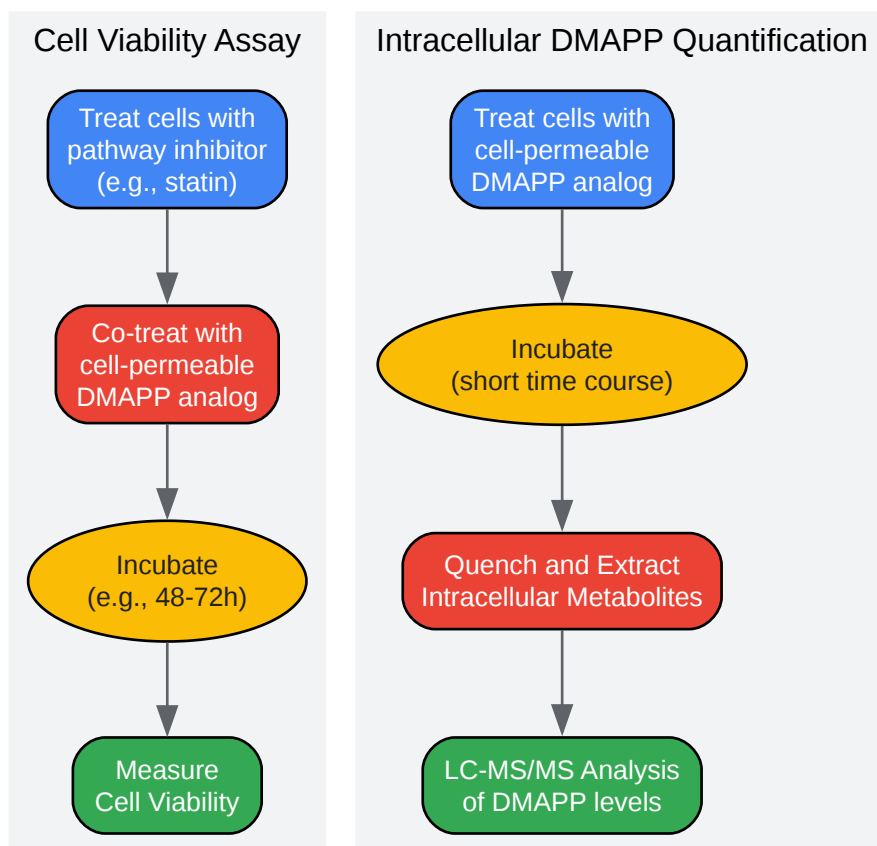 Cell Viability Assay
Treat cells with
pathway inhibitor
(e.g., statin)
Co-treat with
cell-permeable
DMAPP analog
Incubate
(e.g., 48-72h)
Measure
Cell Viability
Intracellular DMAPP Quantification
Treat cells with
cell-permeable
DMAPP analog
Incubate
(short time course)
Quench and Extract
Intracellular Metabolites
LC-MS/MS Analysis
of DMAPP levels